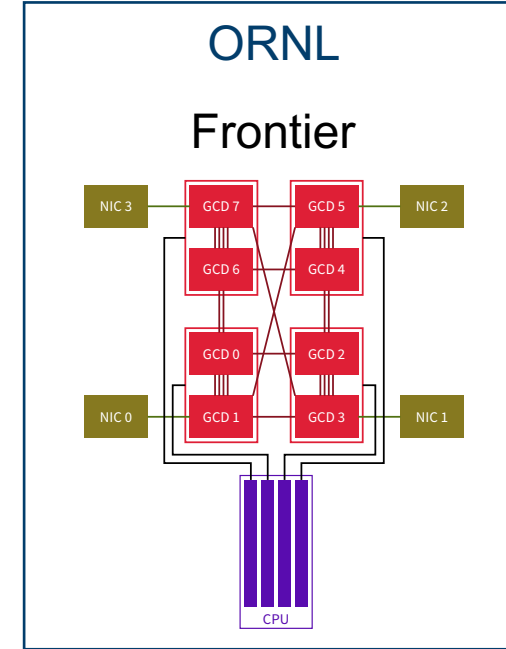 ORNL
Frontier
NIC 3
GCD 7
GCD 5
NIC 2
GCD 6
GCD 4
GCD 0
GCD 2
NIC 0
GCD 1
GCD 3
NIC 1
CPU